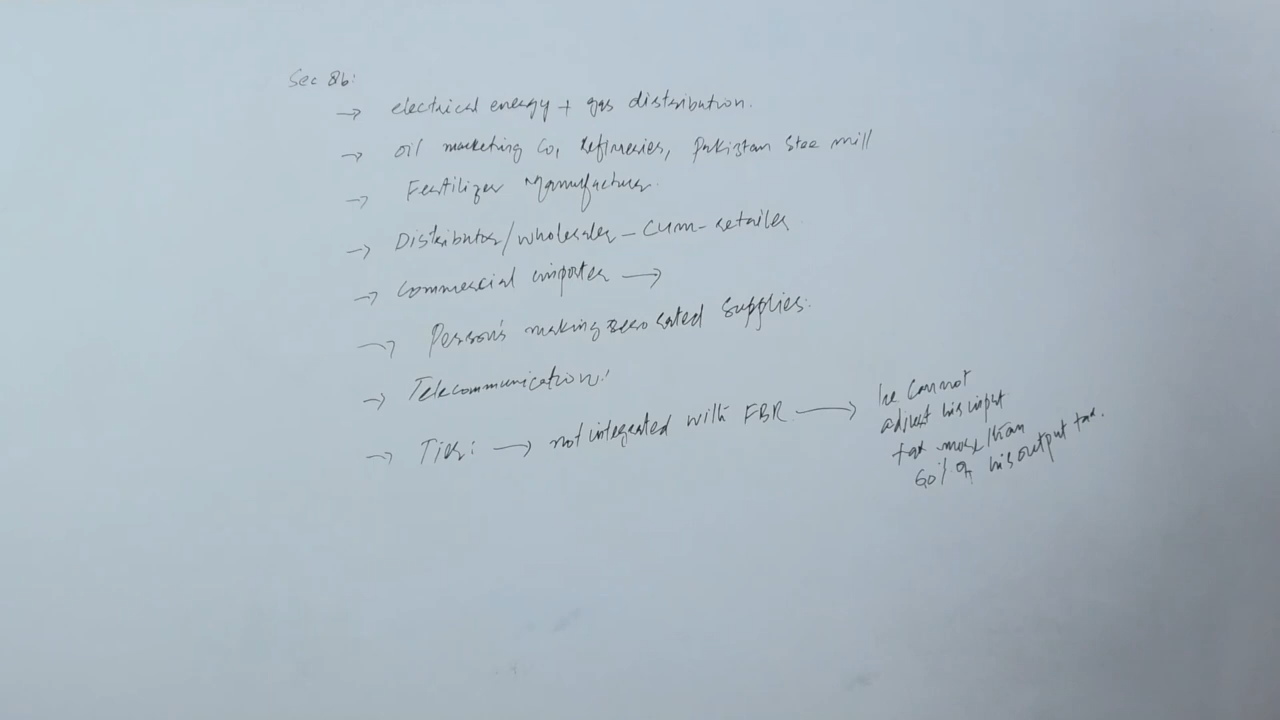 Sec 8b:
→ electrical energy + gas distribution.
→ Oil marketing Co, Refineries, Pakistan Stee mill
→ Fertilizer Manufacturer.
→ Distributor/wholesaler-cum-retailer
→ Commercial importer →
→ Person's making zero rated supplies.
→ Telecommunication:
→ Tier: → not integrated with FBR → he cannot
adjust his input
tax more than
60% of his output tax.